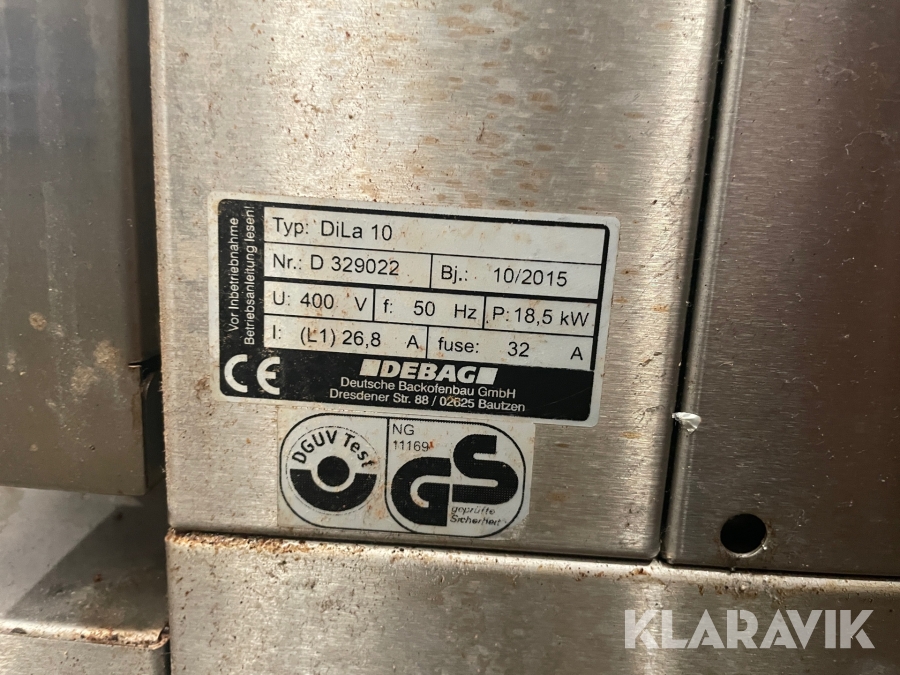 Vor Inbetriebnahme
Betriebsanleitung lesen!
Typ: DiLa 10
Nr.: D 329022
Bj.: 10/2015
U: 400 V
f: 50 Hz
P: 18,5 kW
I: (L1) 26,8 A
fuse: 32 A
CE
DEBAG
Deutsche Backofenbau GmbH
Dresdener Str. 88 / 02625 Bautzen
DGUV Test
NG
11169
GS
geprüfte
Sicherheit
KLARAVIK